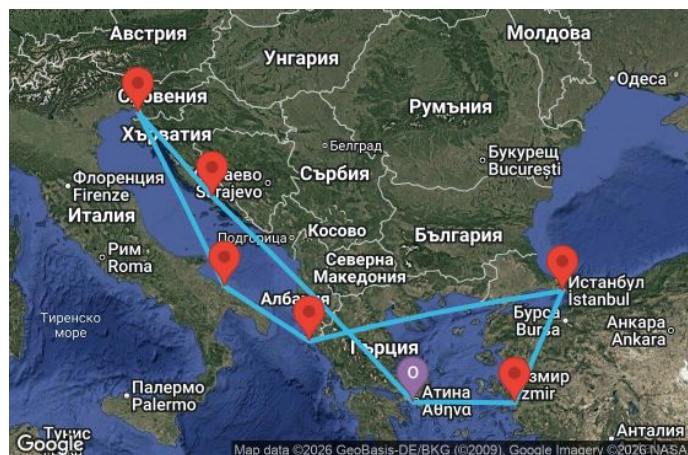 Австрия
Молдова
Унгария
Одеса
Словения
Румъния
Хърватия
Белград
Букурещ
București
Сърбия
Флоренция
Firenze
Sarajevo
Италия
Косово
България
Подгорица
Рим
Roma
Северна
Македония
Албания
Истанбул
İstanbul
Бурса
Bursa
Тиренско
море
Анкара
Ankara
Гърция
O
Измир
İzmir
Палермо
Palermo
Атина
Αθήνα
Анталия
Тунис
Google
Map data ©2026 GeoBasis-DE/BKG (©2009), Google Imagery ©2026 NASA